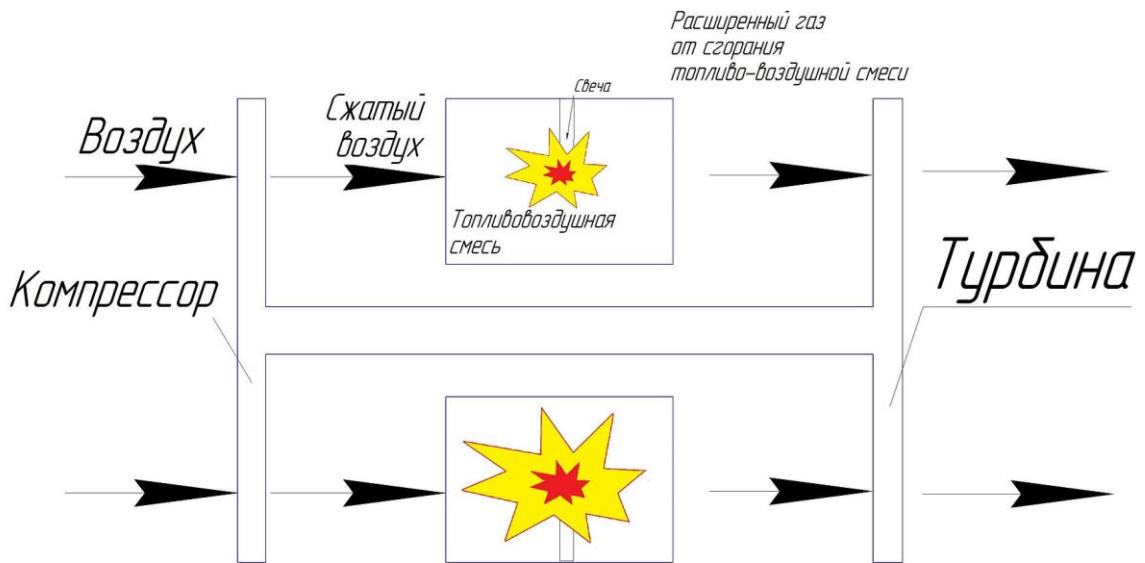 Расширенный газ
от сгорания
топливо-воздушной смеси
Свеча
Воздух
Сжатый
воздух
Топливовоздушная
смесь
Компрессор
Турбина